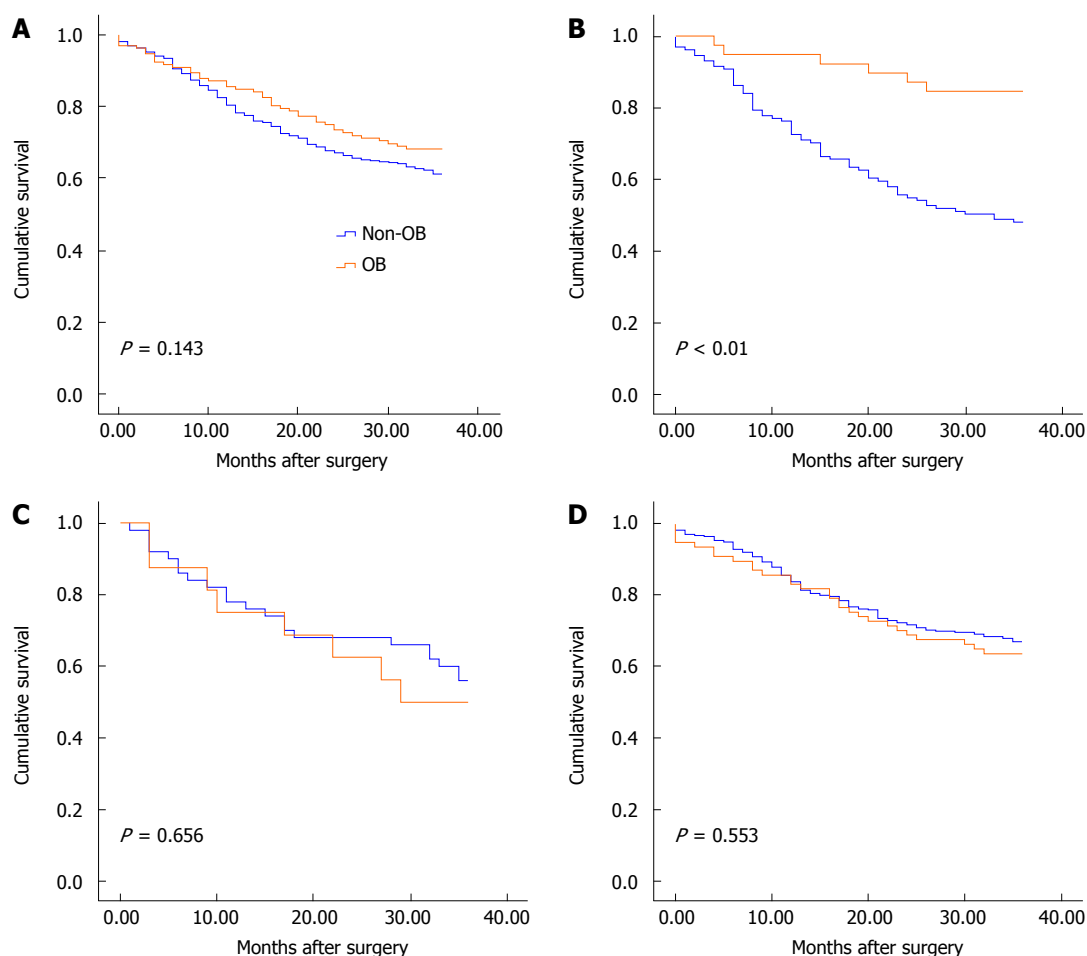 A
1.0
0.8
0.6
0.4
0.2
0.0
Cumulative survival
Non-OB
OB
P = 0.143
0.00 10.00 20.00 30.00 40.00
Months after surgery
B
1.0
0.8
0.6
0.4
0.2
0.0
Cumulative survival
P < 0.01
0.00 10.00 20.00 30.00 40.00
Months after surgery
C
1.0
0.8
0.6
0.4
0.2
0.0
Cumulative survival
P = 0.656
0.00 10.00 20.00 30.00 40.00
Months after surgery
D
1.0
0.8
0.6
0.4
0.2
0.0
Cumulative survival
P = 0.553
0.00 10.00 20.00 30.00 40.00
Months after surgery